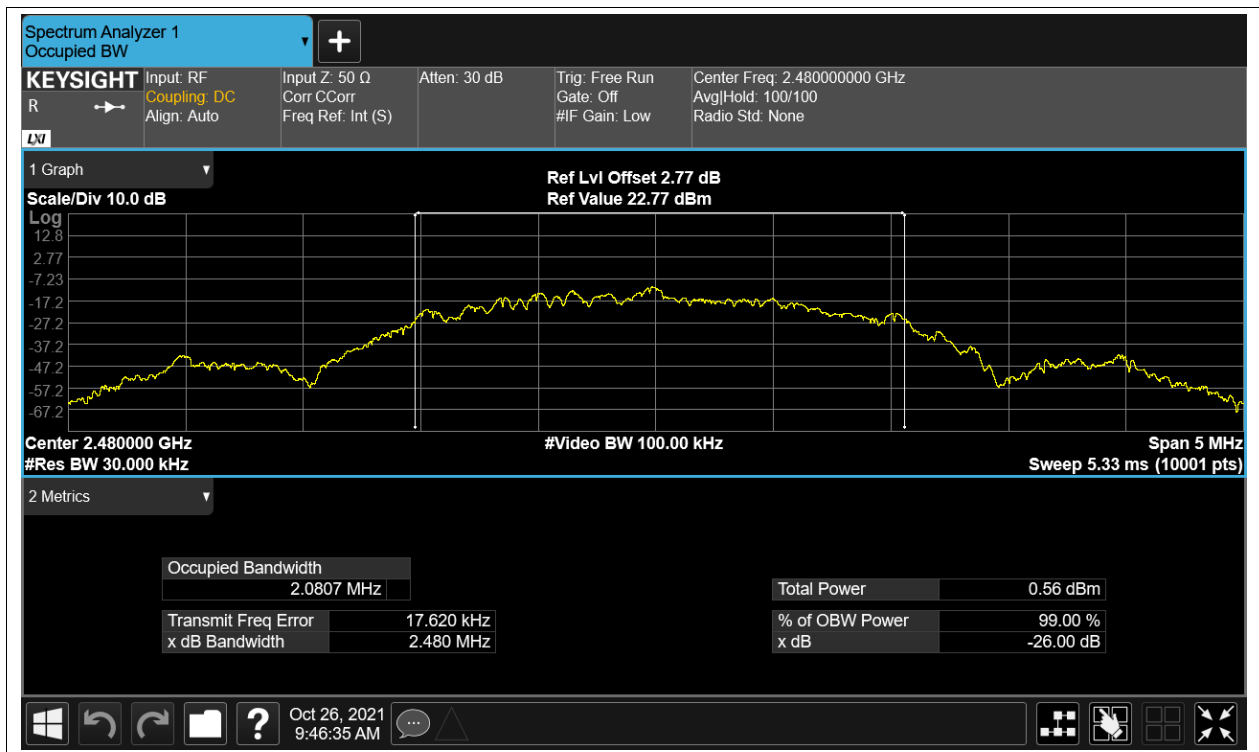 Spectrum Analyzer 1
Occupied BW
KEYSIGHT
R
LXI
Input: RF
Coupling: DC
Align: Auto
Input Z: 50 Ω
Corr CCorr
Freq Ref: Int (S)
Atten: 30 dB
Trig: Free Run
Gate: Off
#IF Gain: Low
Center Freq: 2.480000000 GHz
Avg|Hold: 100/100
Radio Std: None
1 Graph
Scale/Div 10.0 dB
Ref Lvl Offset 2.77 dB
Ref Value 22.77 dBm
Log
12.8
2.77
-7.23
-17.2
-27.2
-37.2
-47.2
-57.2
-67.2
Center 2.480000 GHz
#Res BW 30.000 kHz
#Video BW 100.00 kHz
Span 5 MHz
Sweep 5.33 ms (10001 pts)
2 Metrics
Occupied Bandwidth
2.0807 MHz
Transmit Freq Error 17.620 kHz
x dB Bandwidth 2.480 MHz
Total Power 0.56 dBm
% of OBW Power 99.00 %
x dB -26.00 dB
?
Oct 26, 2021
9:46:35 AM